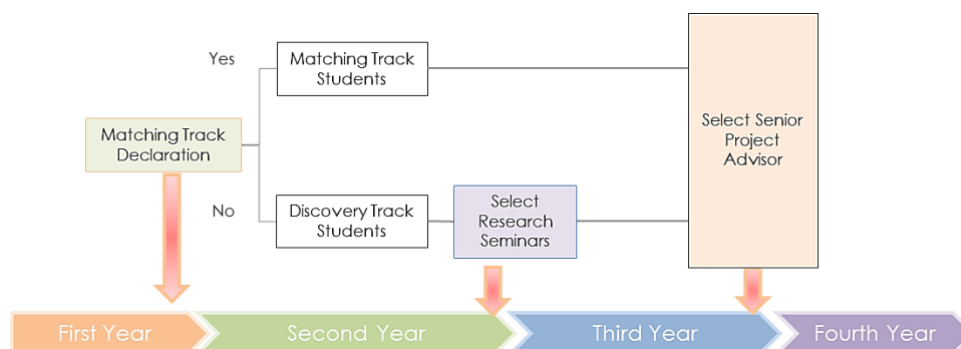 Yes
Matching Track
Students
Matching Track
Declaration
Select Senior
Project
Advisor
No
Discovery Track
Students
Select
Research
Seminars
First Year
Second Year
Third Year
Fourth Year